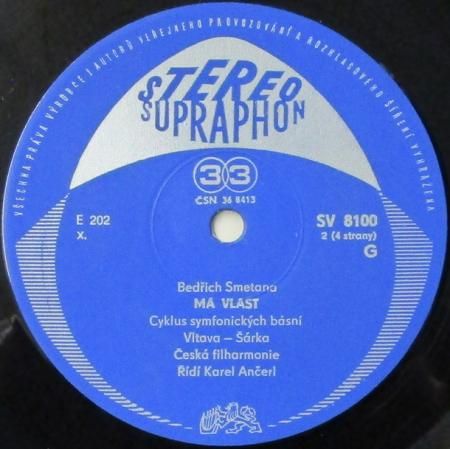 VŠECHNA PRÁVA VÝROBCE I AUTORŮ VEŘEJNÉHO PROVOZOVÁNÍ A ROZHLASOVÉHO ŠÍŘENÍ VYHRAŽENA
STEREO
SUPRAPHON
33
ČSN 36 8413
E 202
X.
SV 8100
2 (4 strany)
G
Bedřich Smetana
MÁ VLAST
Cyklus symfonických básní
Vltava – Šárka
Česká filharmonie
Řídí Karel Ančerl